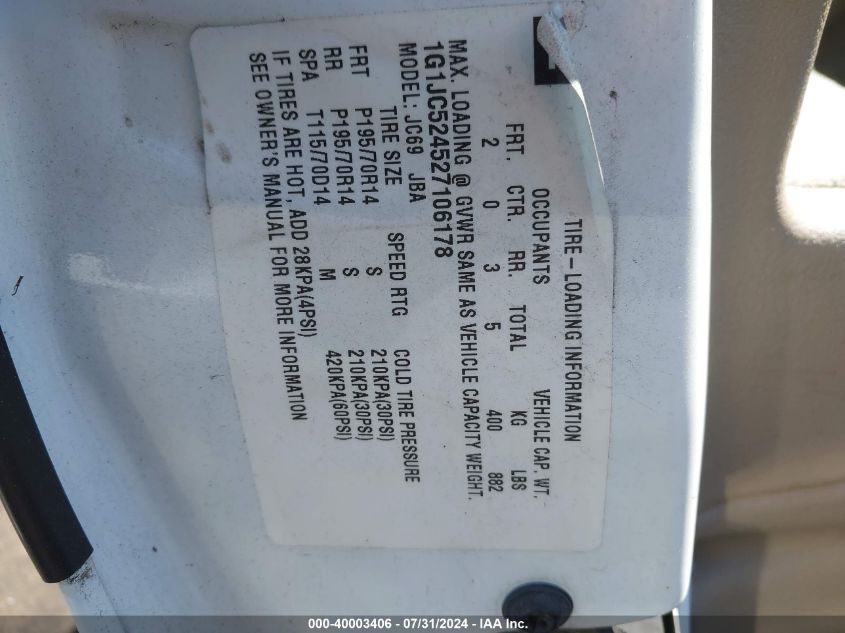 TIRE-LOADING INFORMATION
OCCUPANTS VEHICLE CAP. WT.
FRT. CTR. RR. TOTAL KG LBS
2 0 3 5 400 882
MAX. LOADING @ GVWR SAME AS VEHICLE CAPACITY WEIGHT.
1G1JC524527106178
MODEL: JC69 JBA
TIRE SIZE SPEED RTG COLD TIRE PRESSURE
FRT P195/70R14 S 210KPA(30PSI)
RR P195/70R14 S 210KPA(30PSI)
SPA T115/70D14 M 420KPA(60PSI)
IF TIRES ARE HOT, ADD 28KPA(4PSI)
SEE OWNER'S MANUAL FOR MORE INFORMATION
000-40003406 - 07/31/2024 - IAA Inc.